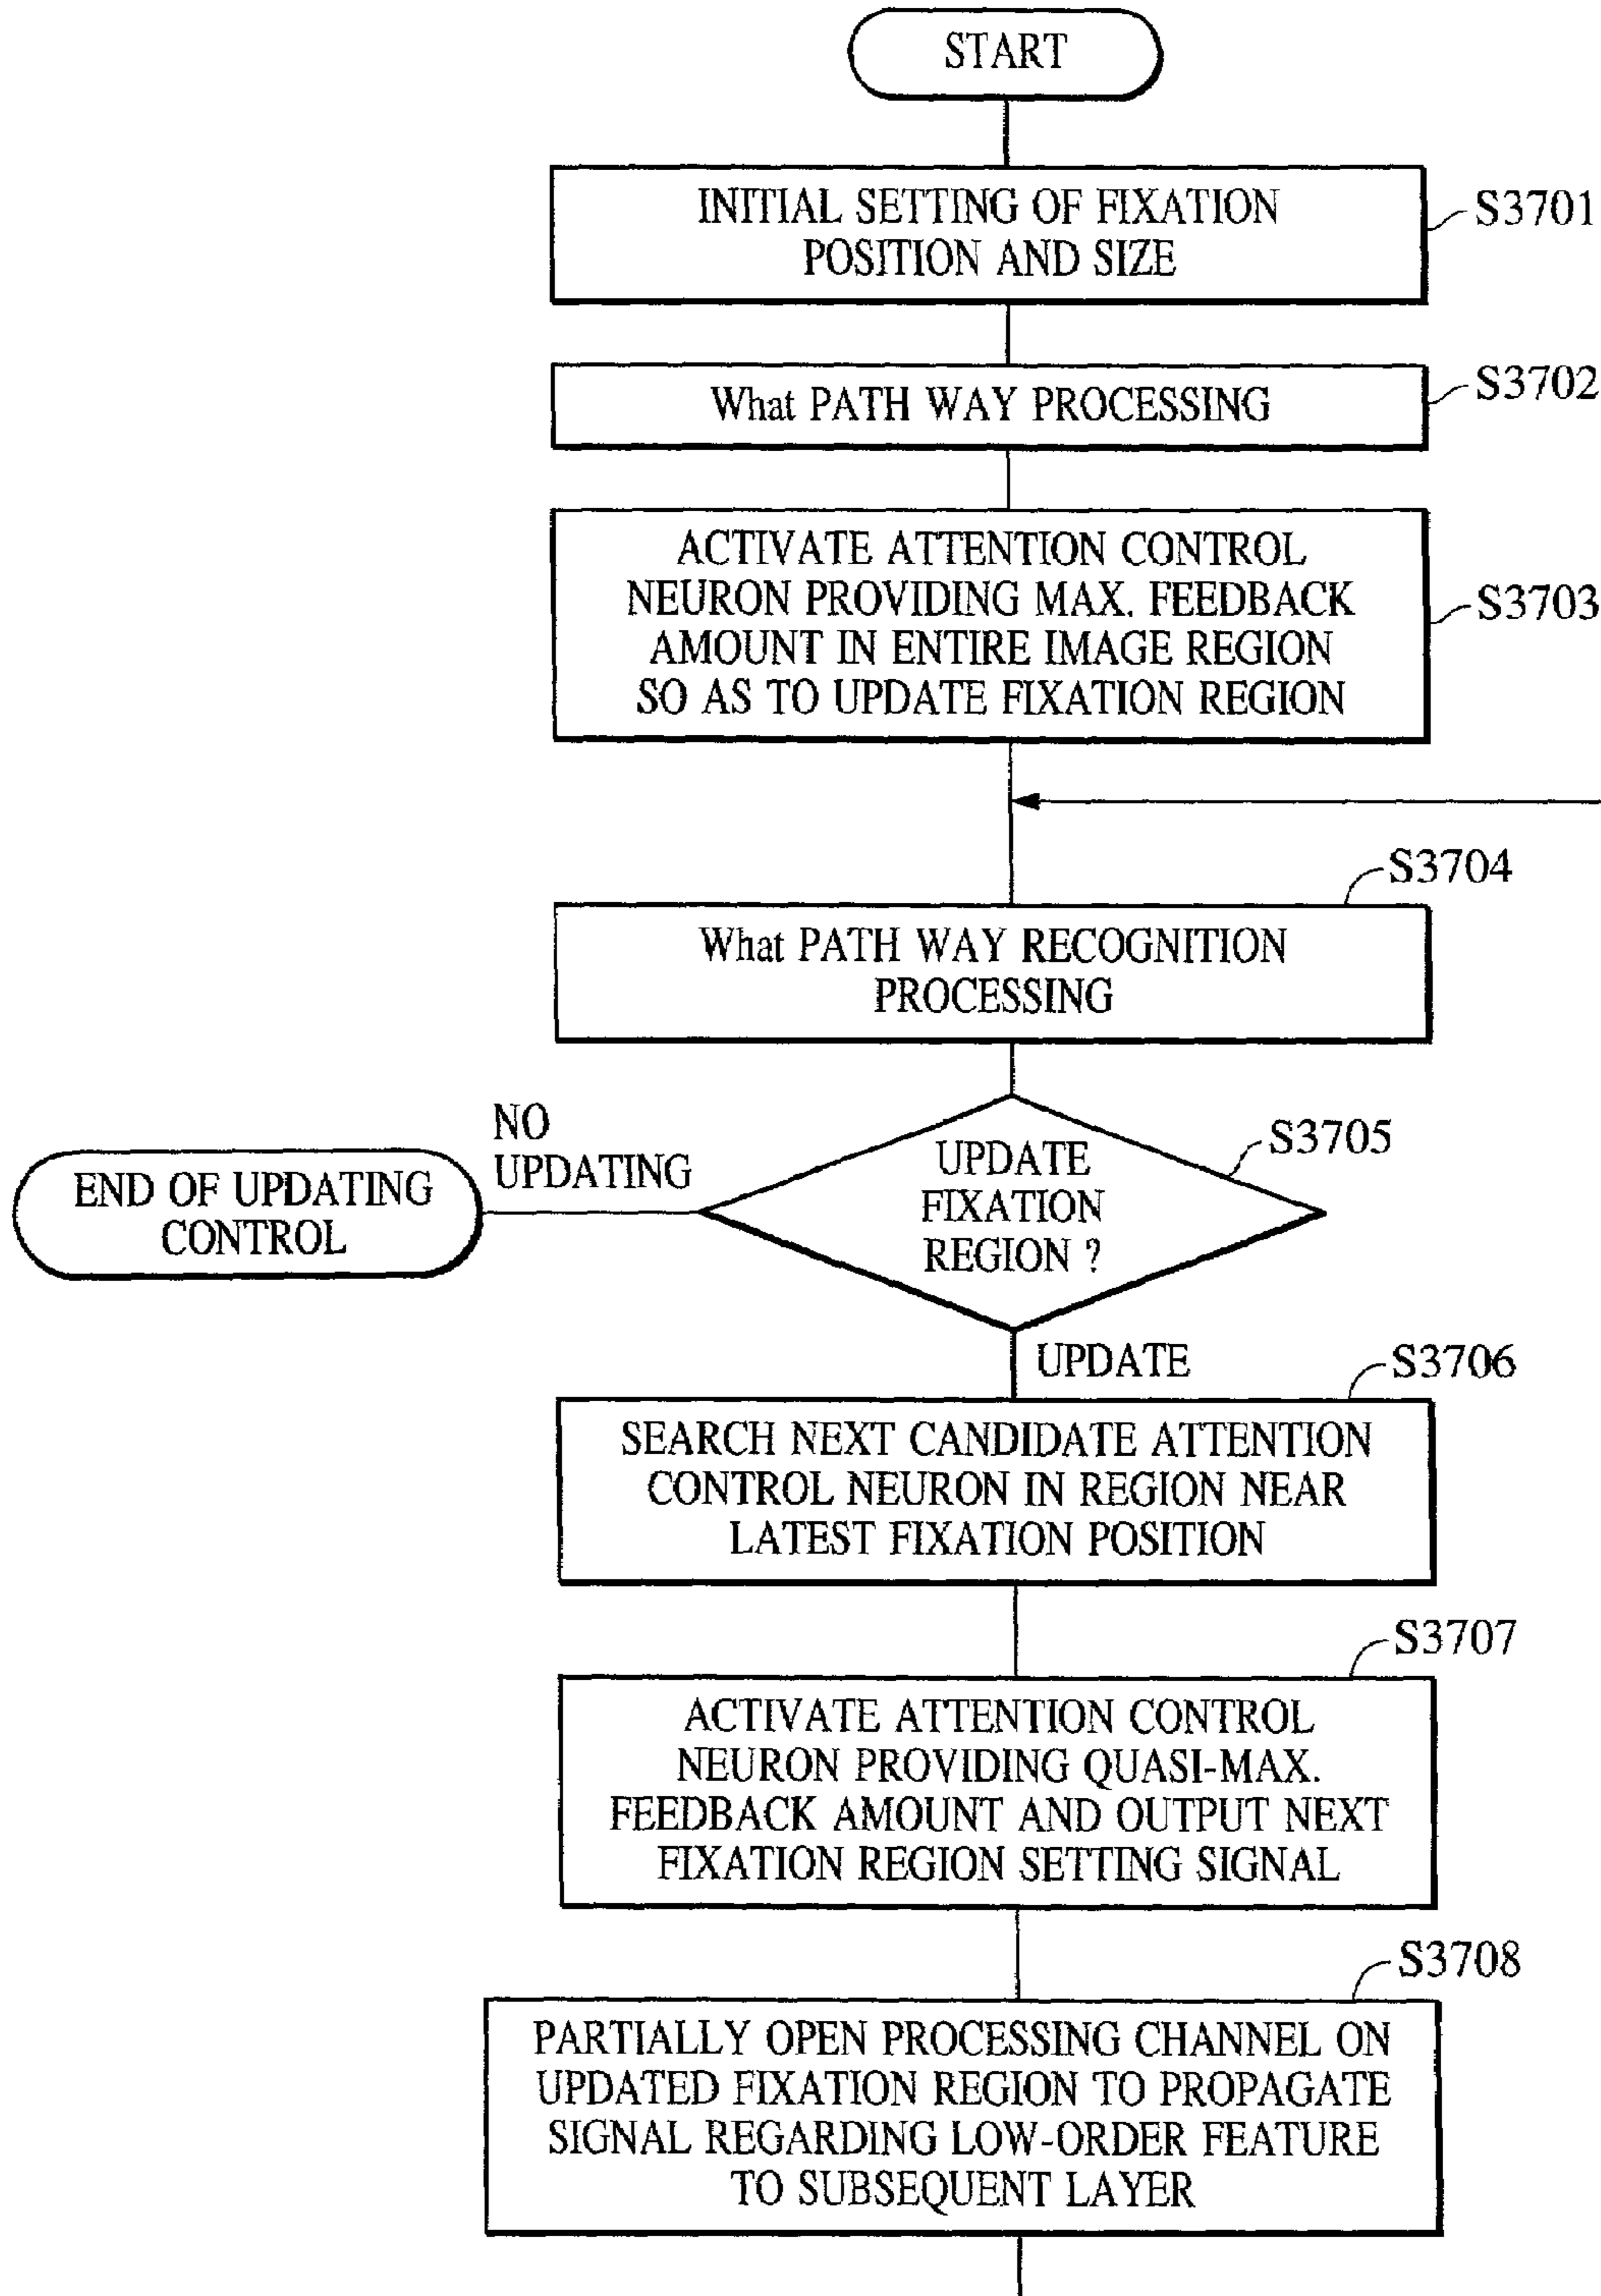 START
INITIAL SETTING OF FIXATION
POSITION AND SIZE
S3701
What PATH WAY PROCESSING
S3702
ACTIVATE ATTENTION CONTROL
NEURON PROVIDING MAX. FEEDBACK
AMOUNT IN ENTIRE IMAGE REGION
SO AS TO UPDATE FIXATION REGION
S3703
S3704
What PATH WAY RECOGNITION
PROCESSING
S3705
UPDATE
FIXATION
REGION ?
NO
UPDATING
END OF UPDATING
CONTROL
UPDATE
S3706
SEARCH NEXT CANDIDATE ATTENTION
CONTROL NEURON IN REGION NEAR
LATEST FIXATION POSITION
S3707
ACTIVATE ATTENTION CONTROL
NEURON PROVIDING QUASI-MAX.
FEEDBACK AMOUNT AND OUTPUT NEXT
FIXATION REGION SETTING SIGNAL
S3708
PARTIALLY OPEN PROCESSING CHANNEL ON
UPDATED FIXATION REGION TO PROPAGATE
SIGNAL REGARDING LOW-ORDER FEATURE
TO SUBSEQUENT LAYER